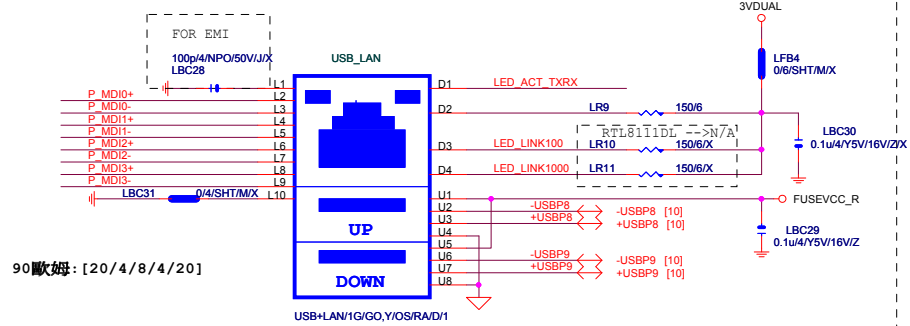 3VDUAL
FOR EMI
100p/4/NPO/50V/J/X
LBC28
USB_LAN
LFB4
0/6/SHT/M/X
L1
D1
LED_ACT_TXRX
P_MDI0+
L2
P_MDI0-
L3
D2
LR9
150/6
P_MDI1+
L4
P_MDI1-
L5
RTL8111DL -->N/A
LBC30
0.1u/4/Y5V/16V/Z/X
P_MDI2+
L6
D3
LED_LINK100
LR10
150/6/X
P_MDI2-
L7
P_MDI3+
L8
D4
LED_LINK1000
LR11
150/6/X
P_MDI3-
L9
LBC31
0/4/SHT/M/X
L10
U1
FUSEVCC_R
U2
-USBP8
-USBP8 [10]
U3
+USBP8
+USBP8 [10]
UP
U4
U5
LBC29
0.1u/4/Y5V/16V/Z
U6
-USBP9
-USBP9 [10]
U7
+USBP9
+USBP9 [10]
DOWN
U8
90歐姆:[20/4/8/4/20]
USB+LAN/1G/GO,Y/OS/RA/D/1